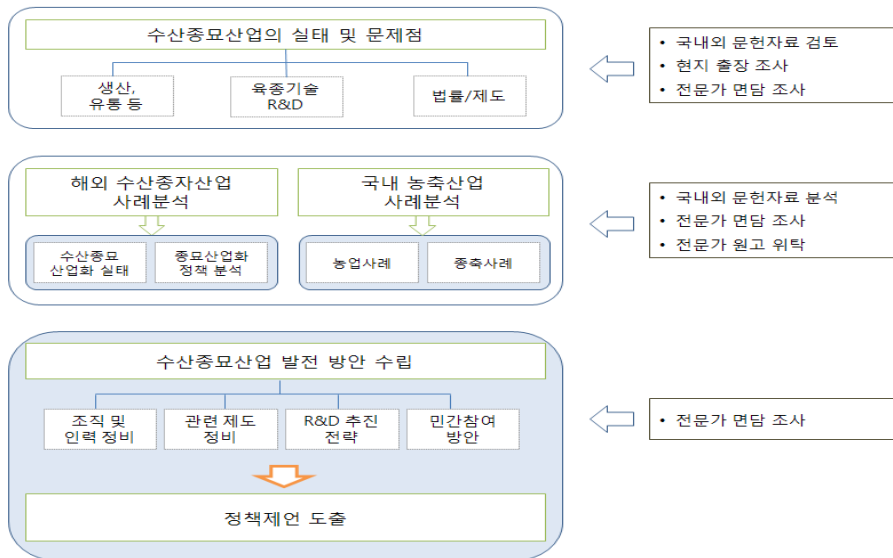 수산종묘산업의 실태 및 문제점
생산,
유통 등
육종기술
R&D
법률/제도
• 국내외 문헌자료 검토
• 현지 출장 조사
• 전문가 면담 조사
해외 수산종자산업
사례분석
국내 농축산업
사례분석
수산종묘
산업화 실태
종묘산업화
정책 분석
농업사례
종축사례
• 국내외 문헌자료 분석
• 전문가 면담 조사
• 전문가 원고 위탁
수산종묘산업 발전 방안 수립
조직 및
인력 정비
관련 제도
정비
R&D 추진
전략
민간참여
방안
• 전문가 면담 조사
정책제언 도출